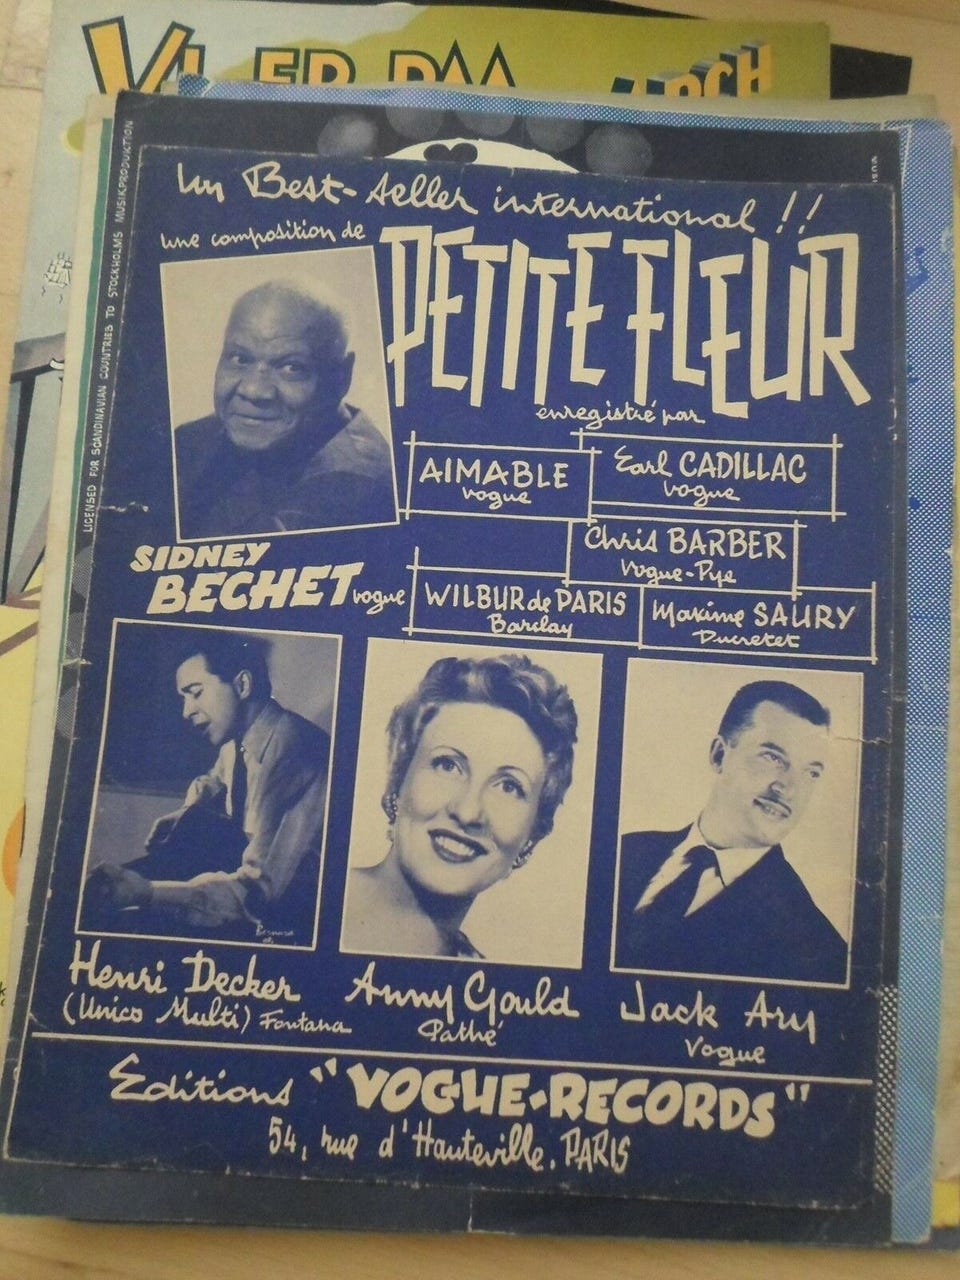 Un Best-seller international !!
une composition de
PETITE FLEUR
enregistré par
AIMABLE
vogue
Earl CADILLAC
vogue
Chris BARBER
Vogue-Pye
SIDNEY
BECHET vogue
WILBUR de PARIS
Barclay
Maxime SAURY
Ducretet
Henri Decker
(Unico Multi) Fontana
Anny Gould
Pathé
Jack Ary
Vogue
Editions "VOGUE-RECORDS"
54, rue d'Hauteville. PARIS
LICENSED FOR SCANDINAVIAN COUNTRIES TO STOCKHOLMS MUSIKPRODUKTION